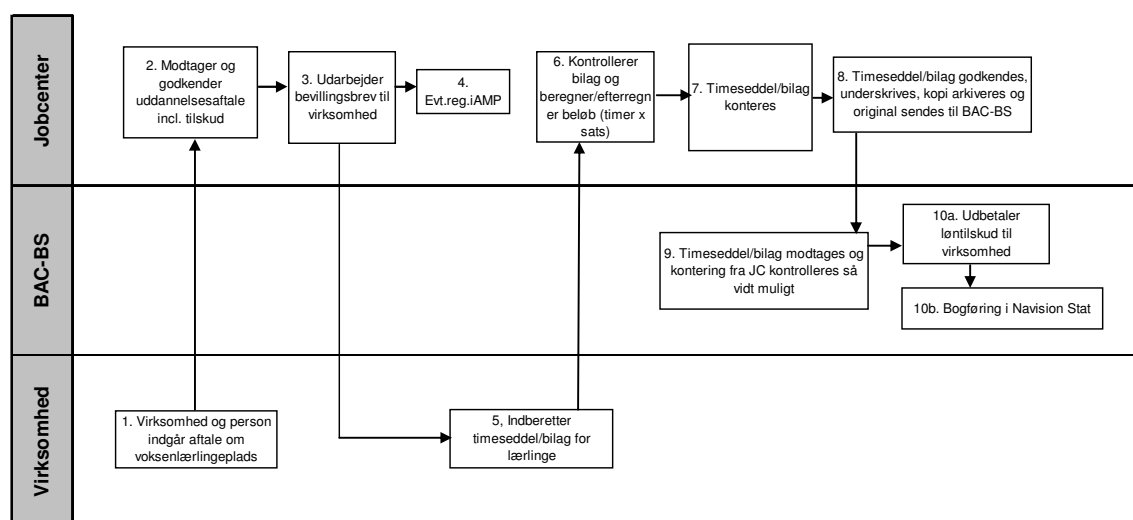 Jobcenter
2. Modtager og
godkender
uddannelsesaftale
incl. tilskud
3. Udarbejder
bevillingsbrev til
virksomhed
4.
Evt.reg.iAMP
6. Kontrollerer
bilag og
beregner/efterregn
er beløb (timer x
sats)
7. Timeseddel/bilag
konteres
8. Timeseddel/bilag godkendes,
underskrives, kopi arkiveres og
original sendes til BAC-BS
BAC-BS
9. Timeseddel/bilag modtages og
kontering fra JC kontrolleres så
vidt muligt
10a. Udbetaler
løntilskud til
virksomhed
10b. Bogføring i Navision Stat
Virksomhed
1. Virksomhed og person
indgår aftale om
voksenlærlingeplads
5, Indberetter
timeseddel/bilag for
lærlinge